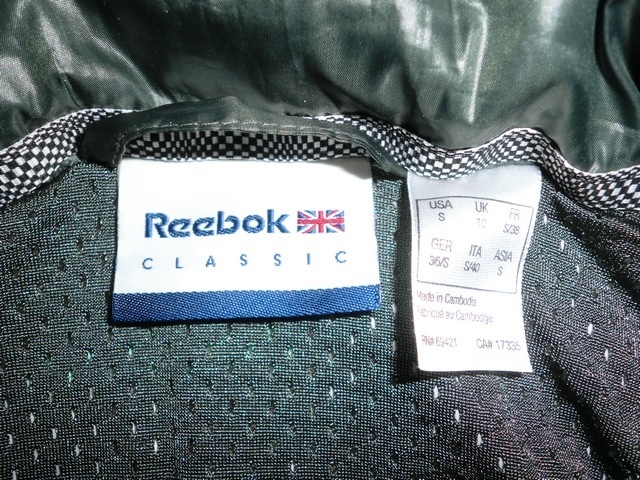 Reebok
CLASSIC
USA UK FR
S 10 S/38
GER ITA ASIA
36/S S/40 S
Made in Cambodia
Fabriqué au Cambodge
RN# 69421 CA# 17335